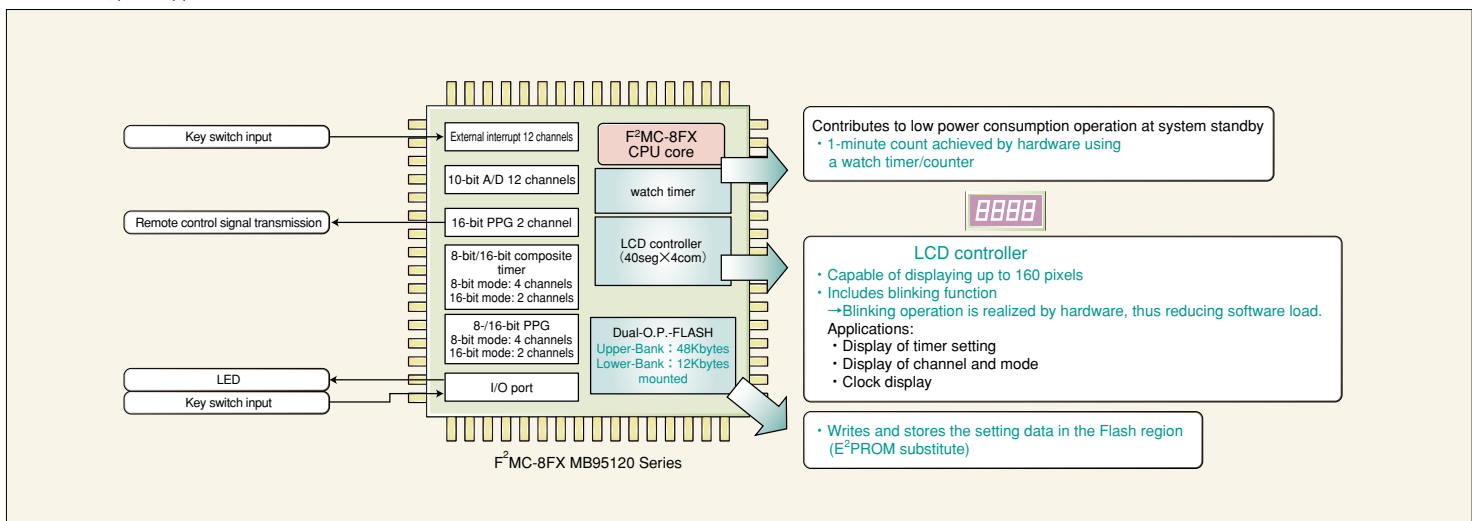 Key switch input
Remote control signal transmission
LED
Key switch input
External interrupt 12 channels
10-bit A/D 12 channels
16-bit PPG 2 channel
8-bit/16-bit composite
timer
8-bit mode: 4 channels
16-bit mode: 2 channels
8-/16-bit PPG
8-bit mode: 4 channels
16-bit mode: 2 channels
I/O port
F²MC-8FX
CPU core
watch timer
LCD controller
(40seg×4com)
Dual-O.P.-FLASH
Upper-Bank:48Kbytes
Lower-Bank:12Kbytes
mounted
F²MC-8FX MB95120 Series
Contributes to low power consumption operation at system standby
・1-minute count achieved by hardware using
a watch timer/counter
8888
LCD controller
・Capable of displaying up to 160 pixels
・Includes blinking function
→Blinking operation is realized by hardware, thus reducing software load.
Applications:
・Display of timer setting
・Display of channel and mode
・Clock display
・Writes and stores the setting data in the Flash region
(E²PROM substitute)